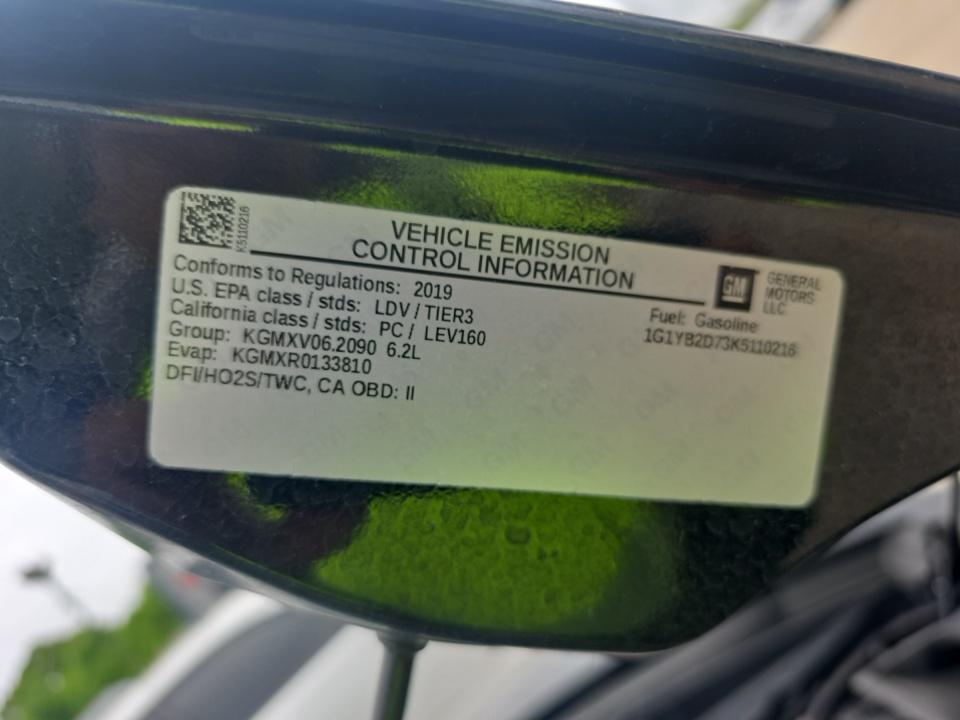 K5110216
VEHICLE EMISSION
CONTROL INFORMATION
GM
GENERAL
MOTORS
LLC
Conforms to Regulations: 2019
U.S. EPA class / stds: LDV / TIER3
California class / stds: PC / LEV160
Group: KGMXV06.2090 6.2L
Evap: KGMXR0133810
DFI/HO2S/TWC, CA OBD: II
Fuel: Gasoline
1G1YB2D73K5110216